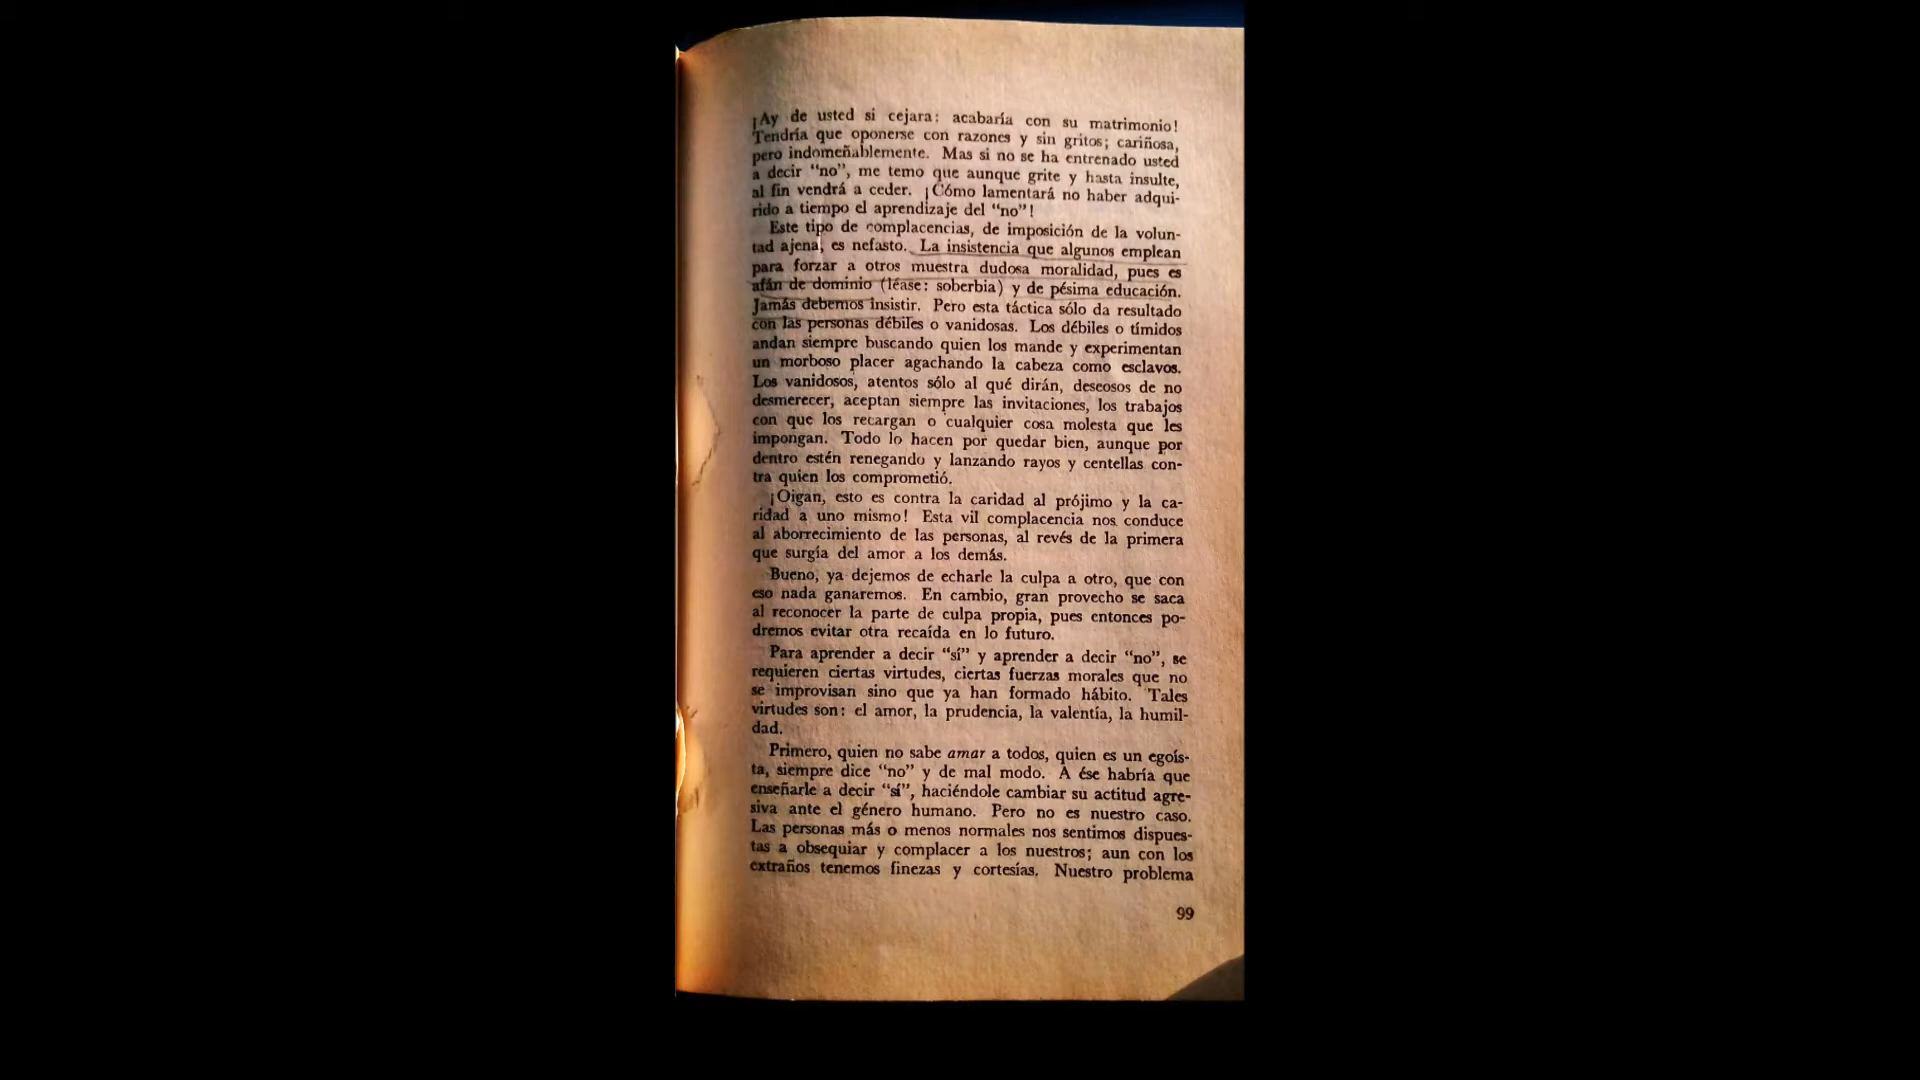 ¡Ay de usted si cejara: acabaría con su matrimonio!
Tendría que oponerse con razones y sin gritos; cariñosa,
pero indomeñablemente. Mas si no se ha entrenado usted
a decir “no”, me temo que aunque grite y hasta insulte,
al fin vendrá a ceder. ¡Cómo lamentará no haber adqui-
rido a tiempo el aprendizaje del “no”!
Este tipo de complacencias, de imposición de la volun-
tad ajena, es nefasto. La insistencia que algunos emplean
para forzar a otros muestra dudosa moralidad, pues es
afán de dominio (léase: soberbia) y de pésima educación.
Jamás debemos insistir. Pero esta táctica sólo da resultado
con las personas débiles o vanidosas. Los débiles o tímidos
andan siempre buscando quien los mande y experimentan
un morboso placer agachando la cabeza como esclavos.
Los vanidosos, atentos sólo al qué dirán, deseosos de no
desmerecer, aceptan siempre las invitaciones, los trabajos
con que los recargan o cualquier cosa molesta que les
impongan. Todo lo hacen por quedar bien, aunque por
dentro estén renegando y lanzando rayos y centellas con-
tra quien los comprometió.
¡Oigan, esto es contra la caridad al prójimo y la ca-
ridad a uno mismo! Esta vil complacencia nos conduce
al aborrecimiento de las personas, al revés de la primera
que surgía del amor a los demás.
Bueno, ya dejemos de echarle la culpa a otro, que con
eso nada ganaremos. En cambio, gran provecho se saca
al reconocer la parte de culpa propia, pues entonces po-
dremos evitar otra recaída en lo futuro.
Para aprender a decir “sí” y aprender a decir “no”, se
requieren ciertas virtudes, ciertas fuerzas morales que no
se improvisan sino que ya han formado hábito. Tales
virtudes son: el amor, la prudencia, la valentía, la humil-
dad.
Primero, quien no sabe amar a todos, quien es un egoís-
ta, siempre dice “no” y de mal modo. A ése habría que
enseñarle a decir “sí”, haciéndole cambiar su actitud agre-
siva ante el género humano. Pero no es nuestro caso.
Las personas más o menos normales nos sentimos dispues-
tas a obsequiar y complacer a los nuestros; aun con los
extraños tenemos finezas y cortesías. Nuestro problema
99